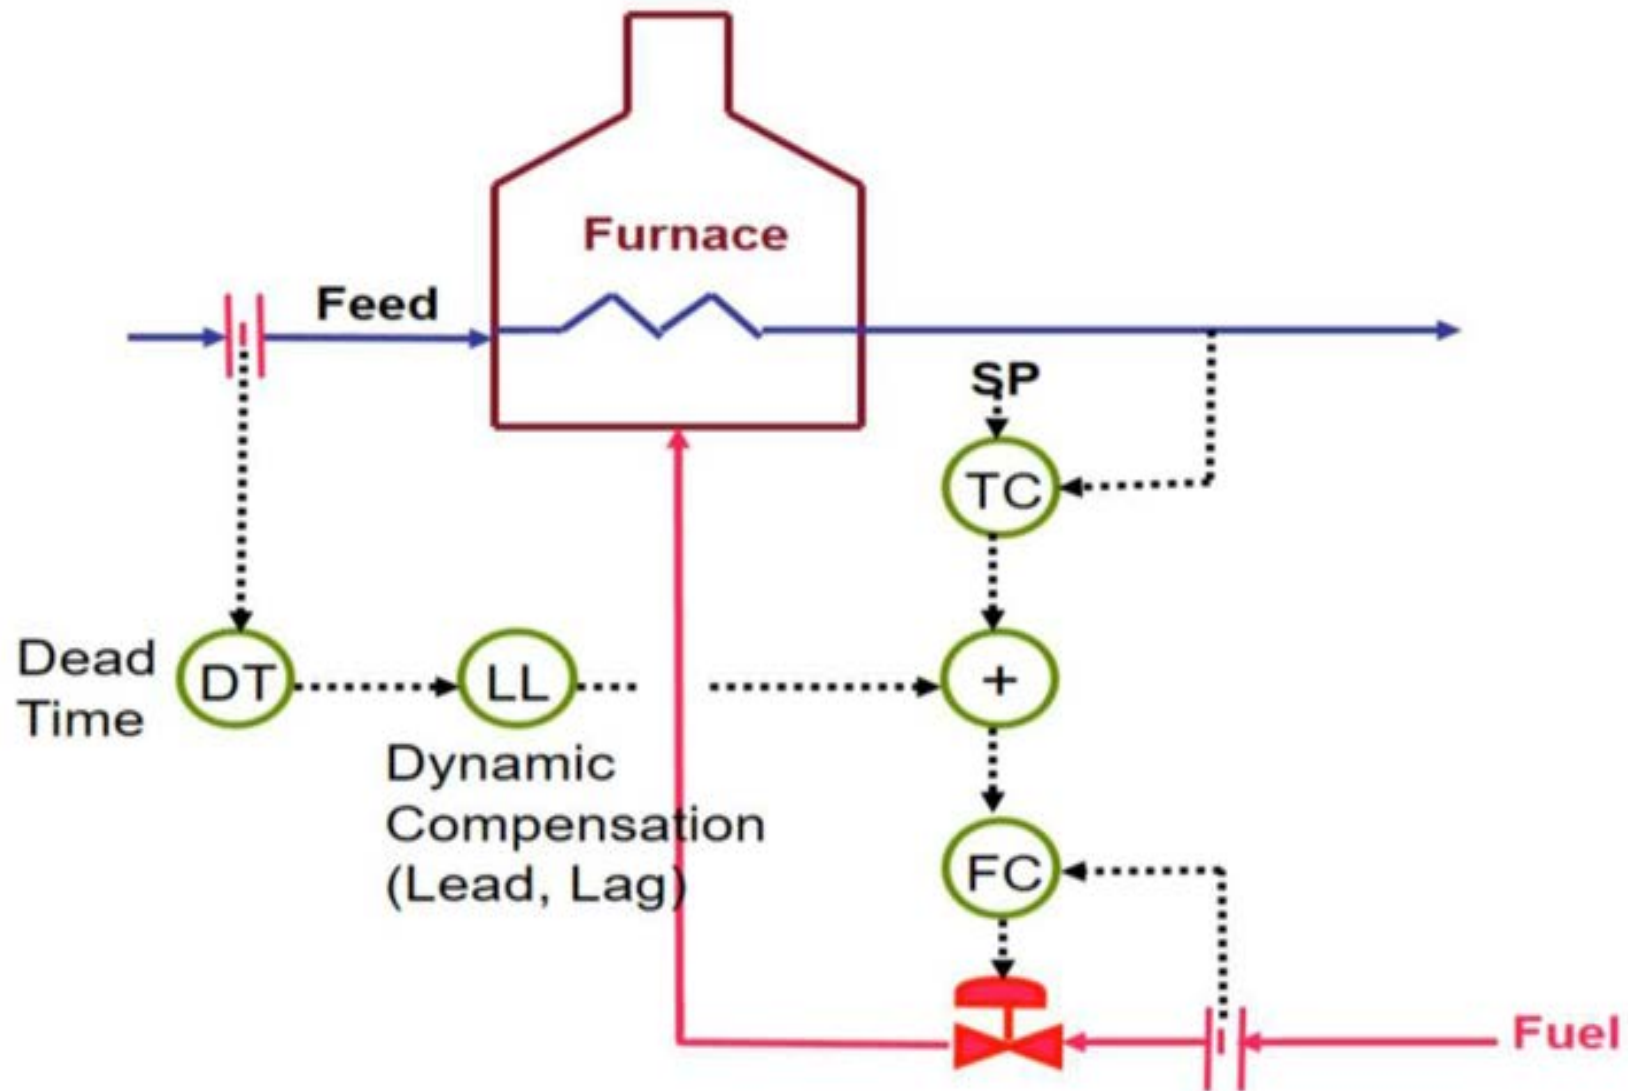 Furnace
Feed
SP
TC
Dead
Time
DT
LL
+
Dynamic
Compensation
(Lead, Lag)
FC
Fuel